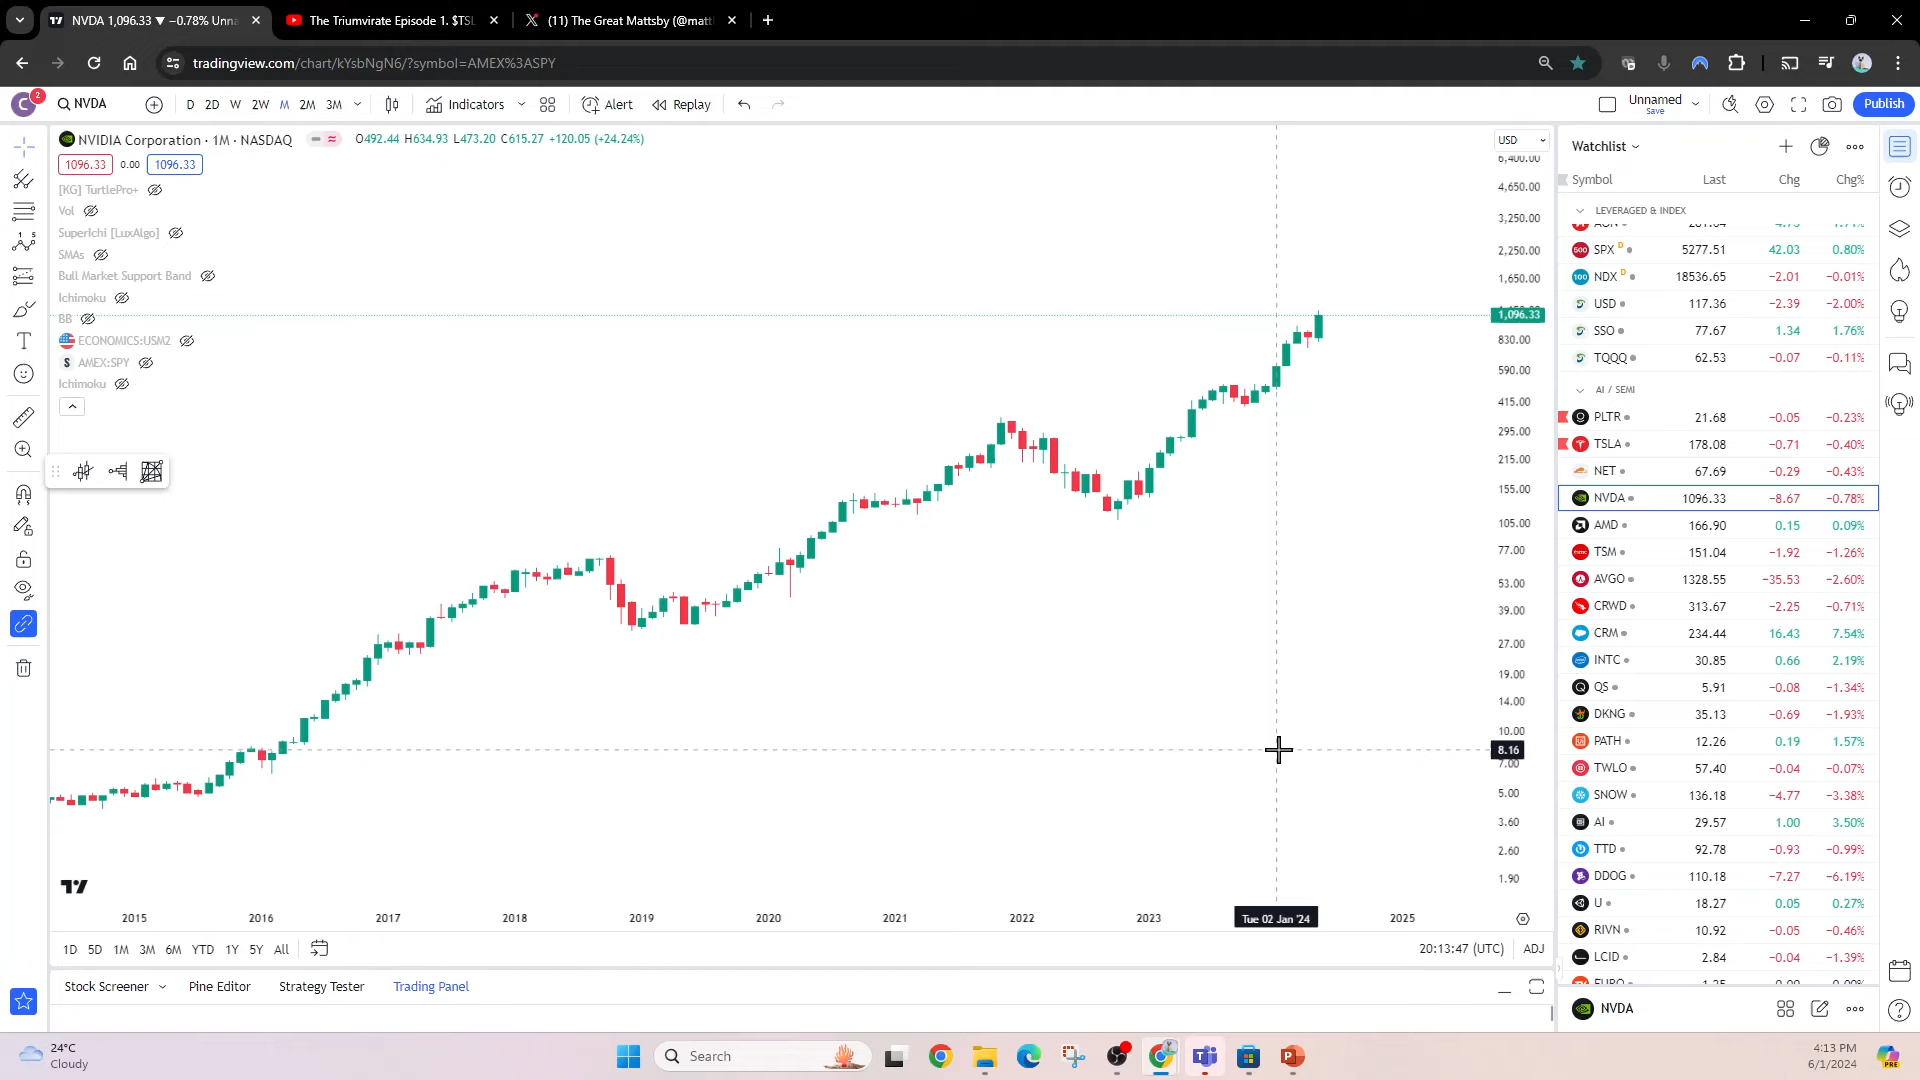 NVDA 1,096.33 ▼ −0.78% Unna
The Triumvirate Episode 1. $TSL
(11) The Great Mattsby (@matt
tradingview.com/chart/kYsbNgN6/?symbol=AMEX%3ASPY
C 2 NVDA D 2D W 2W M 2M 3M Indicators Alert Replay Unnamed Save Publish
NVIDIA Corporation · 1M · NASDAQ O492.44 H634.93 L473.20 C615.27 +120.05 (+24.24%)
1096.33 0.00 1096.33
[KG] TurtlePro+
Vol
SuperIchi [LuxAlgo]
SMAs
Bull Market Support Band
Ichimoku
BB
ECONOMICS:USM2
AMEX:SPY
Ichimoku
USD
6,400.00
4,650.00
3,250.00
2,250.00
1,650.00
1,096.33
830.00
590.00
415.00
295.00
215.00
155.00
105.00
77.00
53.00
39.00
27.00
19.00
14.00
10.00
8.16
7.00
5.00
3.60
2.60
1.90
2015 2016 2017 2018 2019 2020 2021 2022 2023 Tue 02 Jan '24 2025
1D 5D 1M 3M 6M YTD 1Y 5Y All 20:13:47 (UTC) ADJ
Stock Screener Pine Editor Strategy Tester Trading Panel
Watchlist
Symbol Last Chg Chg%
LEVERAGED & INDEX
SPX D 5277.51 42.03 0.80%
NDX D 18536.65 −2.01 −0.01%
USD 117.36 −2.39 −2.00%
SSO 77.67 1.34 1.76%
TQQQ 62.53 −0.07 −0.11%
AI / SEMI
PLTR 21.68 −0.05 −0.23%
TSLA 178.08 −0.71 −0.40%
NET 67.69 −0.29 −0.43%
NVDA 1096.33 −8.67 −0.78%
AMD 166.90 0.15 0.09%
TSM 151.04 −1.92 −1.26%
AVGO 1328.55 −35.53 −2.60%
CRWD 313.67 −2.25 −0.71%
CRM 234.44 16.43 7.54%
INTC 30.85 0.66 2.19%
QS 5.91 −0.08 −1.34%
DKNG 35.13 −0.69 −1.93%
PATH 12.26 0.19 1.57%
TWLO 57.40 −0.04 −0.07%
SNOW 136.18 −4.77 −3.38%
AI 29.57 1.00 3.50%
TTD 92.78 −0.93 −0.99%
DDOG 110.18 −7.27 −6.19%
U 18.27 0.05 0.27%
RIVN 10.92 −0.05 −0.46%
LCID 2.84 −0.04 −1.39%
NVDA
24°C
Cloudy
Search
4:13 PM
6/1/2024